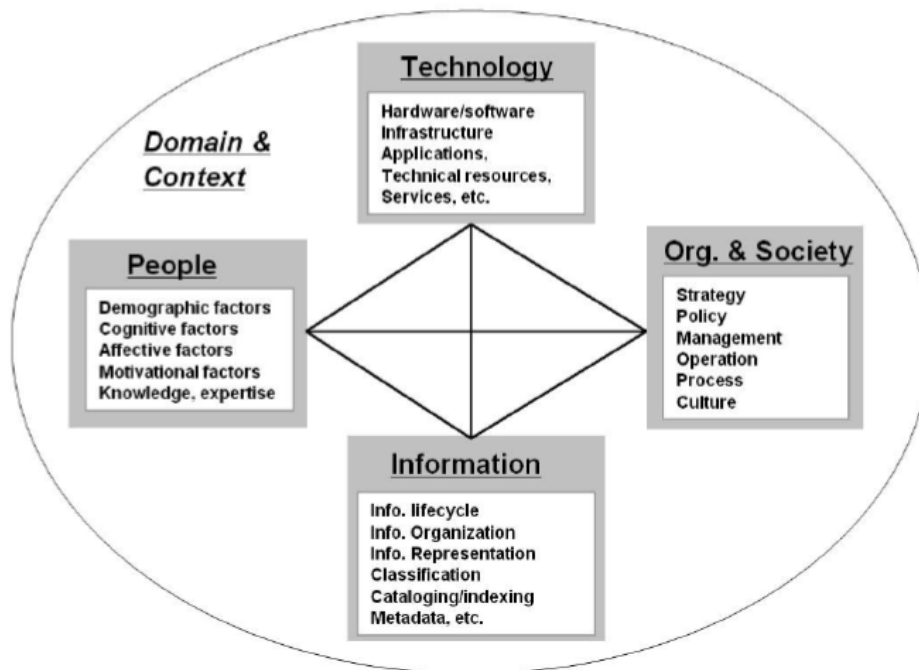 Technology
Hardware/software
Infrastructure
Applications,
Technical resources,
Services, etc.
Domain &
Context
People
Demographic factors
Cognitive factors
Affective factors
Motivational factors
Knowledge, expertise
Org. & Society
Strategy
Policy
Management
Operation
Process
Culture
Information
Info. lifecycle
Info. Organization
Info. Representation
Classification
Cataloging/indexing
Metadata, etc.